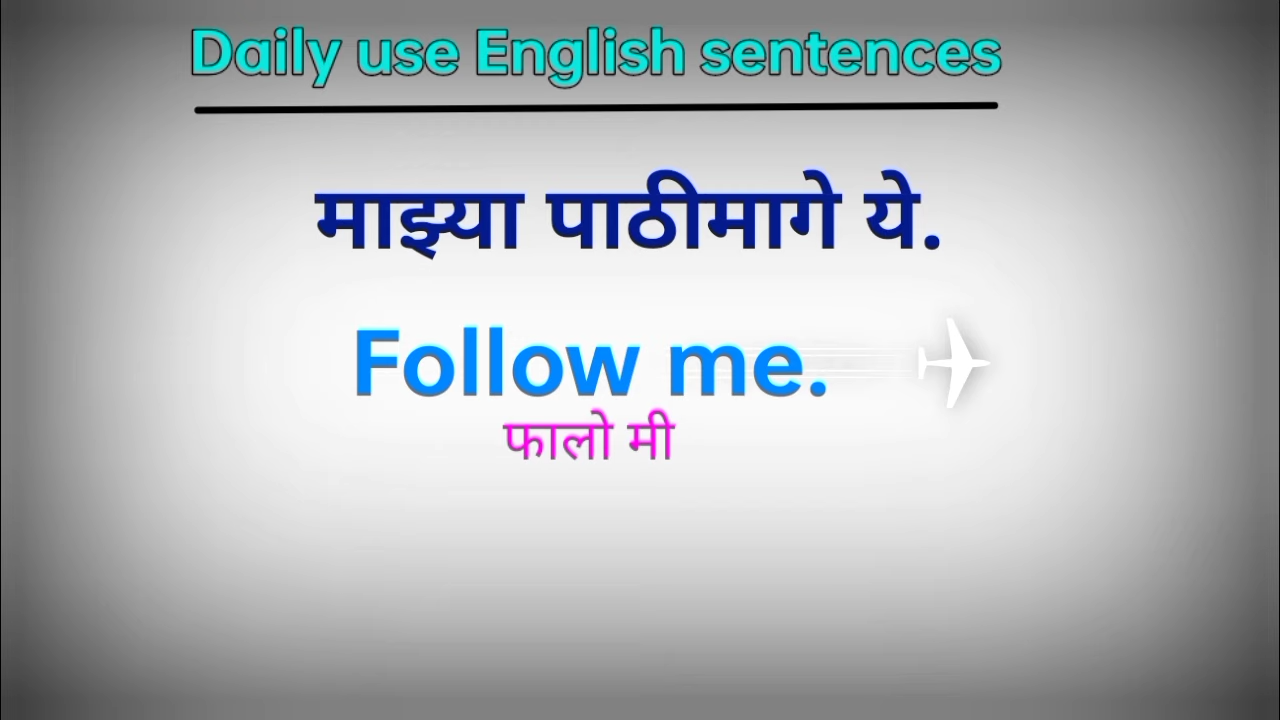 Daily use English sentences
माझ्या पाठीमागे ये.
Follow me.
फालो मी